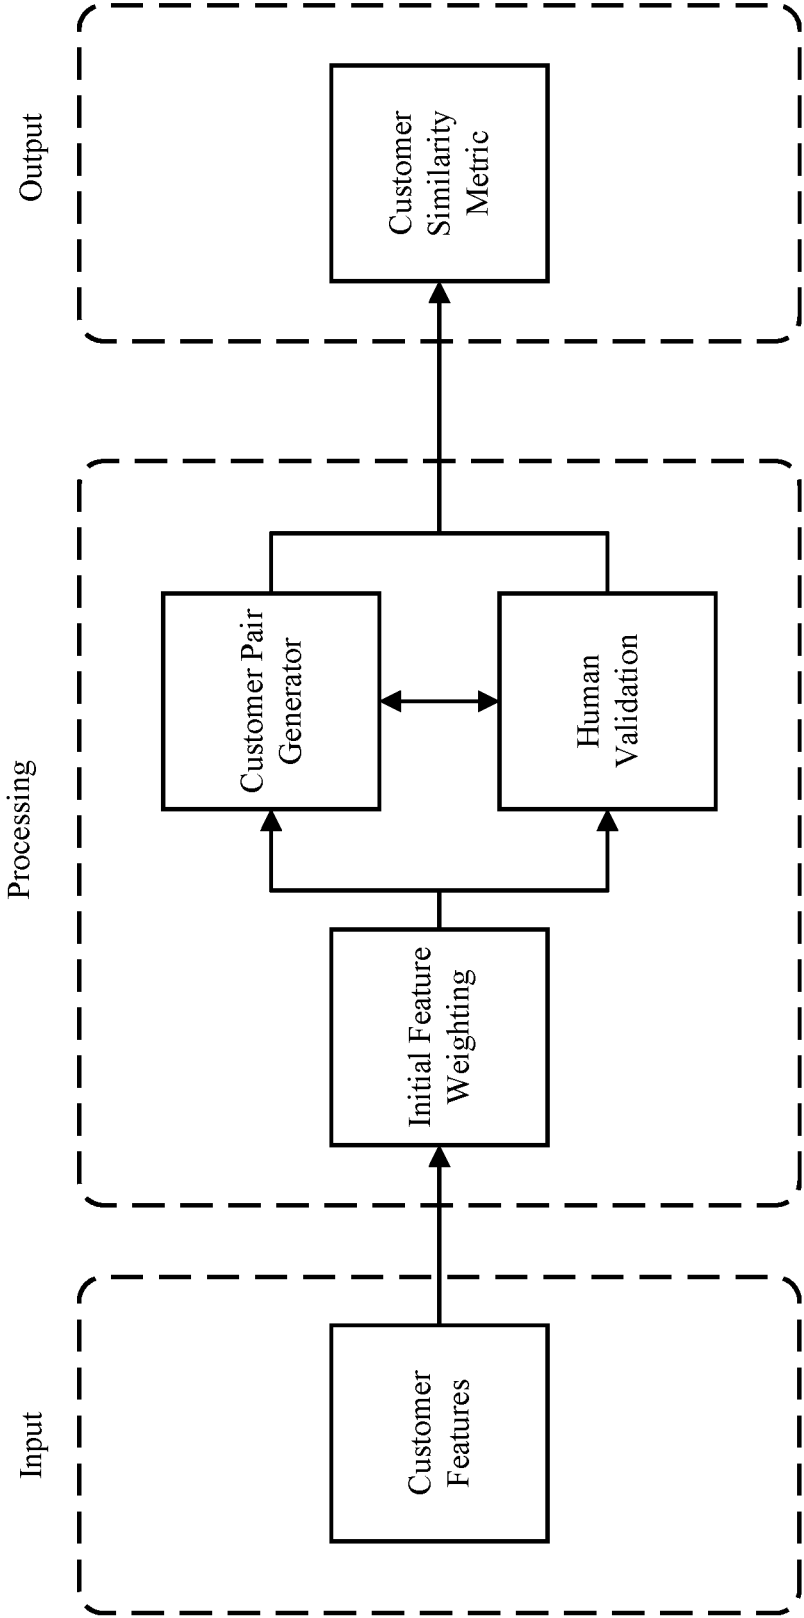 Input
Customer
Features
Processing
Initial Feature
Weighting
Customer Pair
Generator
Human
Validation
Output
Customer
Similarity
Metric